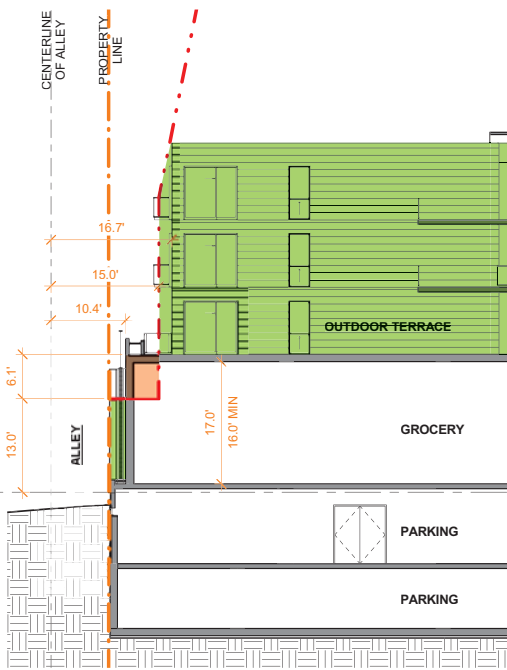 CENTERLINE
OF ALLEY
PROPERTY
LINE
16.7'
15.0'
10.4'
OUTDOOR TERRACE
6.1'
13.0'
ALLEY
17.0'
16.0' MIN
GROCERY
PARKING
PARKING